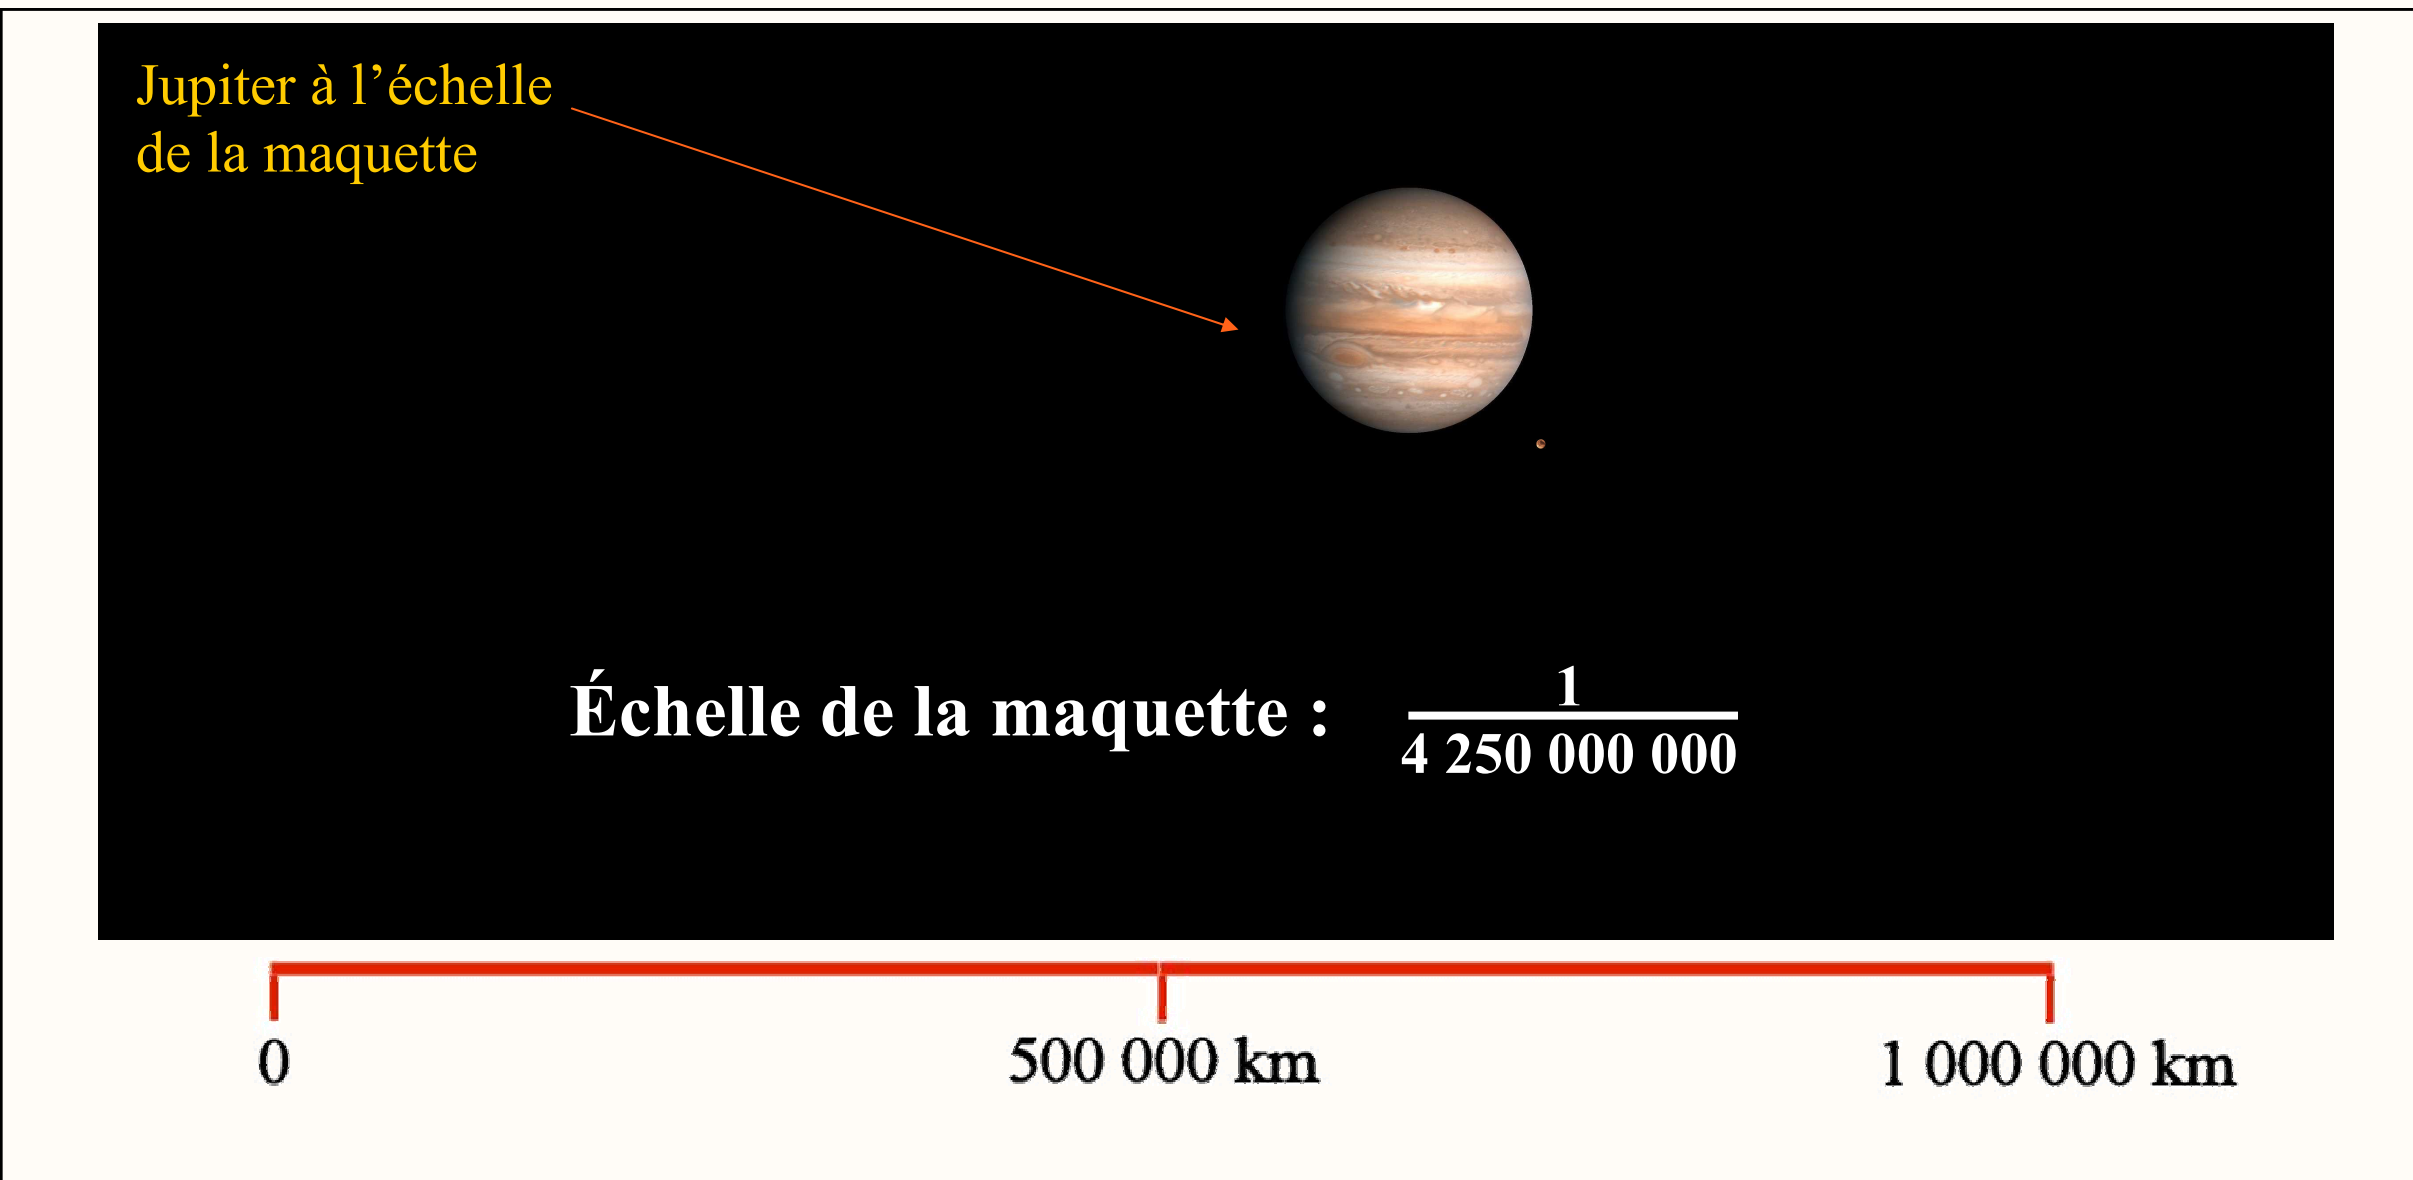 Jupiter à l’échelle
de la maquette
Échelle de la maquette :
1
4 250 000 000
0
500 000 km
1 000 000 km